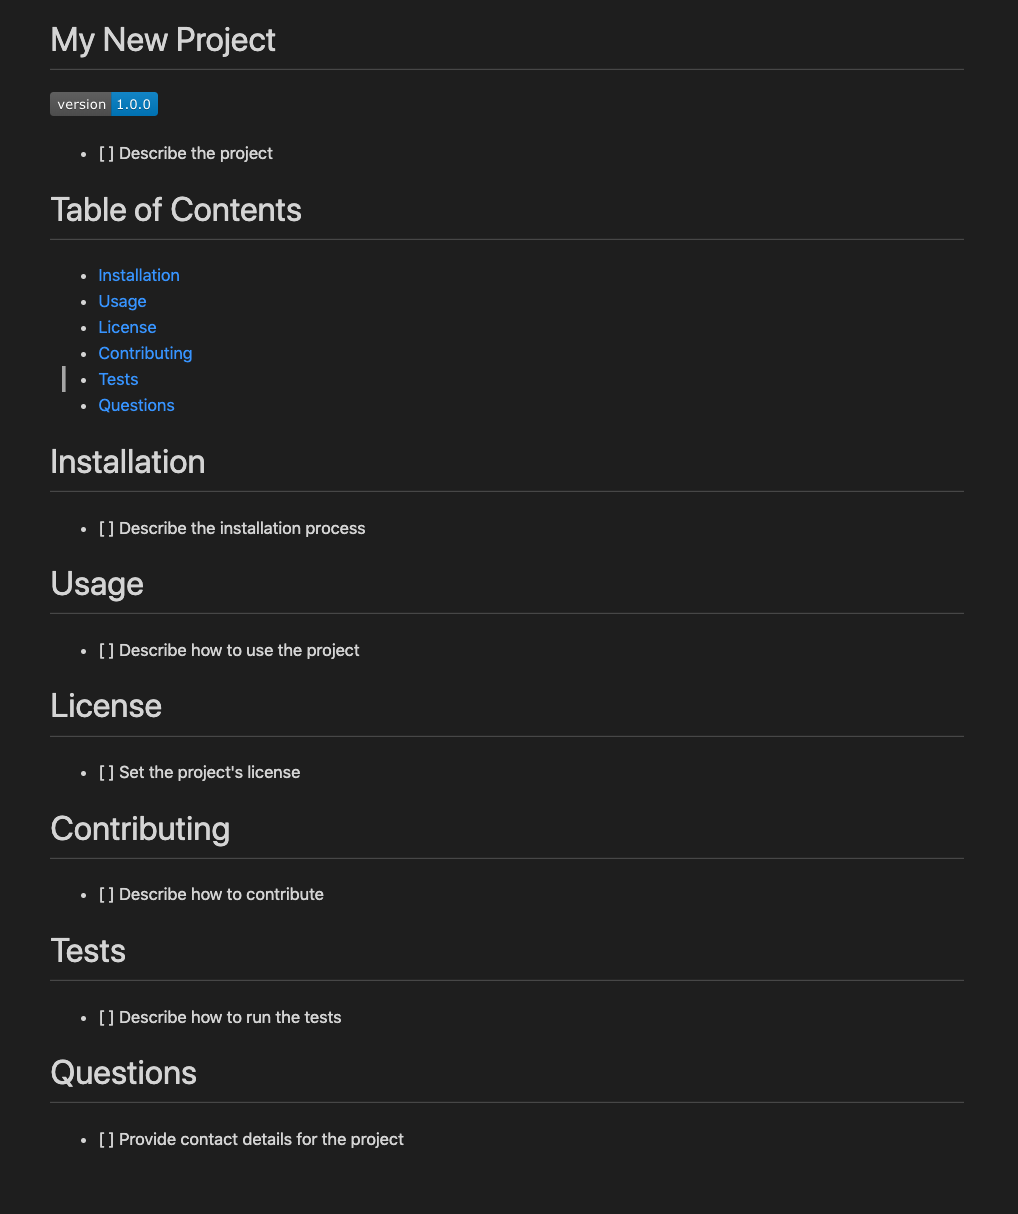 My New Project
version 1.0.0
• [ ] Describe the project
Table of Contents
• Installation
• Usage
• License
• Contributing
• Tests
• Questions
Installation
• [ ] Describe the installation process
Usage
• [ ] Describe how to use the project
License
• [ ] Set the project's license
Contributing
• [ ] Describe how to contribute
Tests
• [ ] Describe how to run the tests
Questions
• [ ] Provide contact details for the project